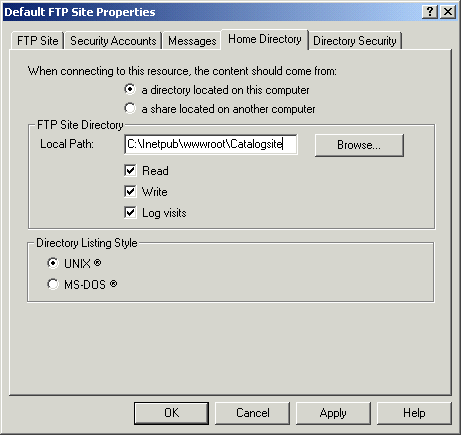 Default FTP Site Properties
FTP Site Security Accounts Messages Home Directory Directory Security
When connecting to this resource, the content should come from:
a directory located on this computer
a share located on another computer
FTP Site Directory
Local Path: C:\Inetpub\wwwroot\Catalogsite Browse...
Read
Write
Log visits
Directory Listing Style
UNIX ®
MS-DOS ®
OK Cancel Apply Help